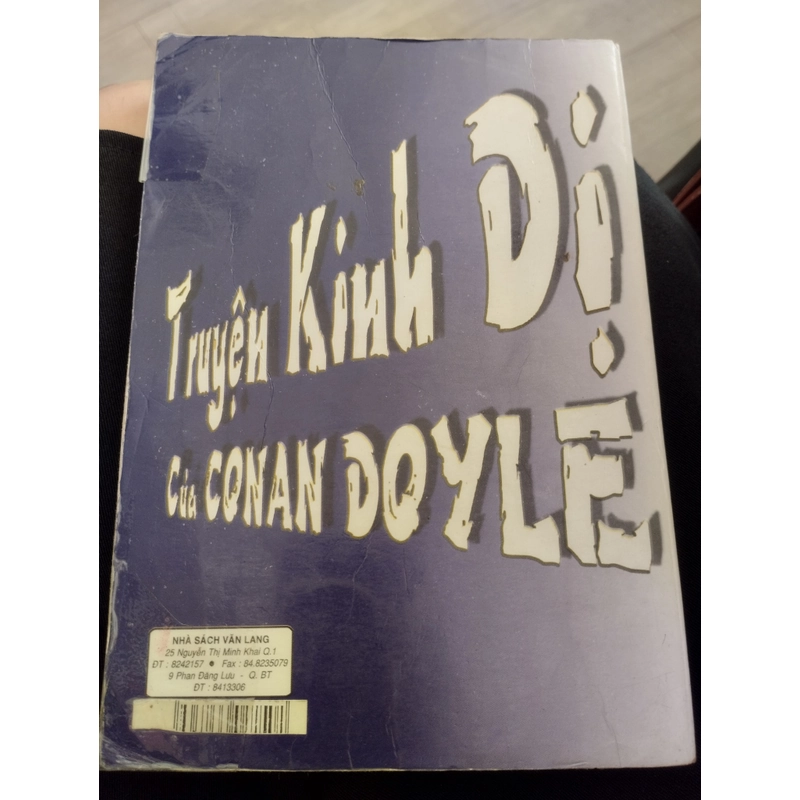 Truyện Kinh Dị
Của CONAN DOYLE
NHÀ SÁCH VĂN LANG
25 Nguyễn Thị Minh Khai Q.1
ĐT : 8242157 ● Fax : 84.8235079
9 Phan Đăng Lưu - Q. BT
ĐT : 8413306